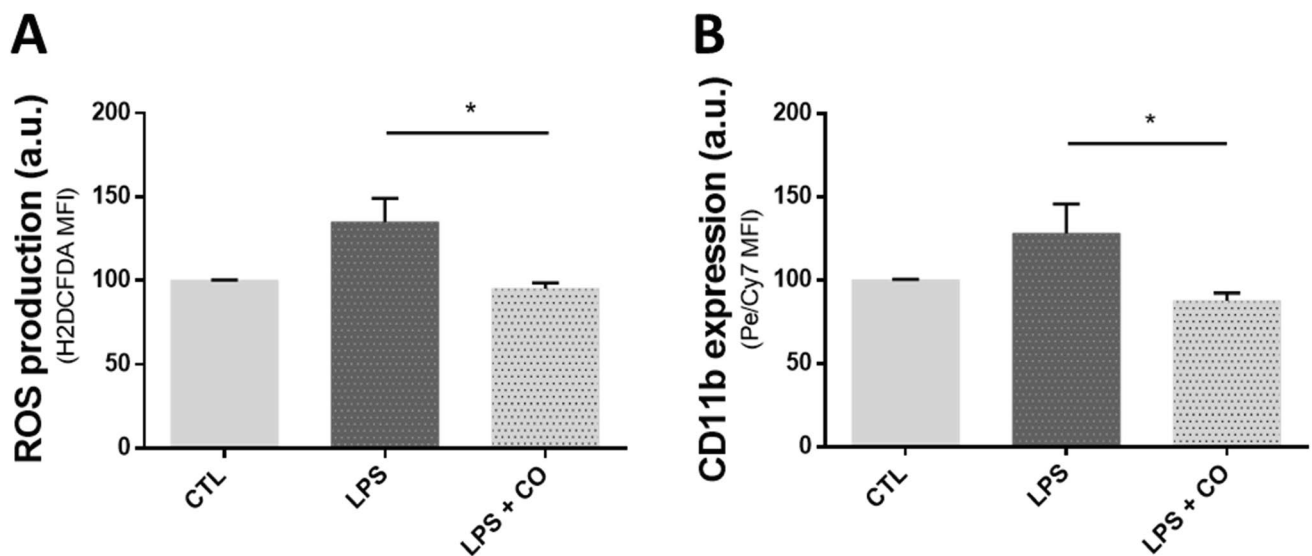 A
ROS production (a.u.)
(H2DCFDA MFI)
200
150
100
50
0
*
CTL
LPS
LPS + CO
B
CD11b expression (a.u.)
(Pe/Cy7 MFI)
200
150
100
50
0
*
CTL
LPS
LPS + CO